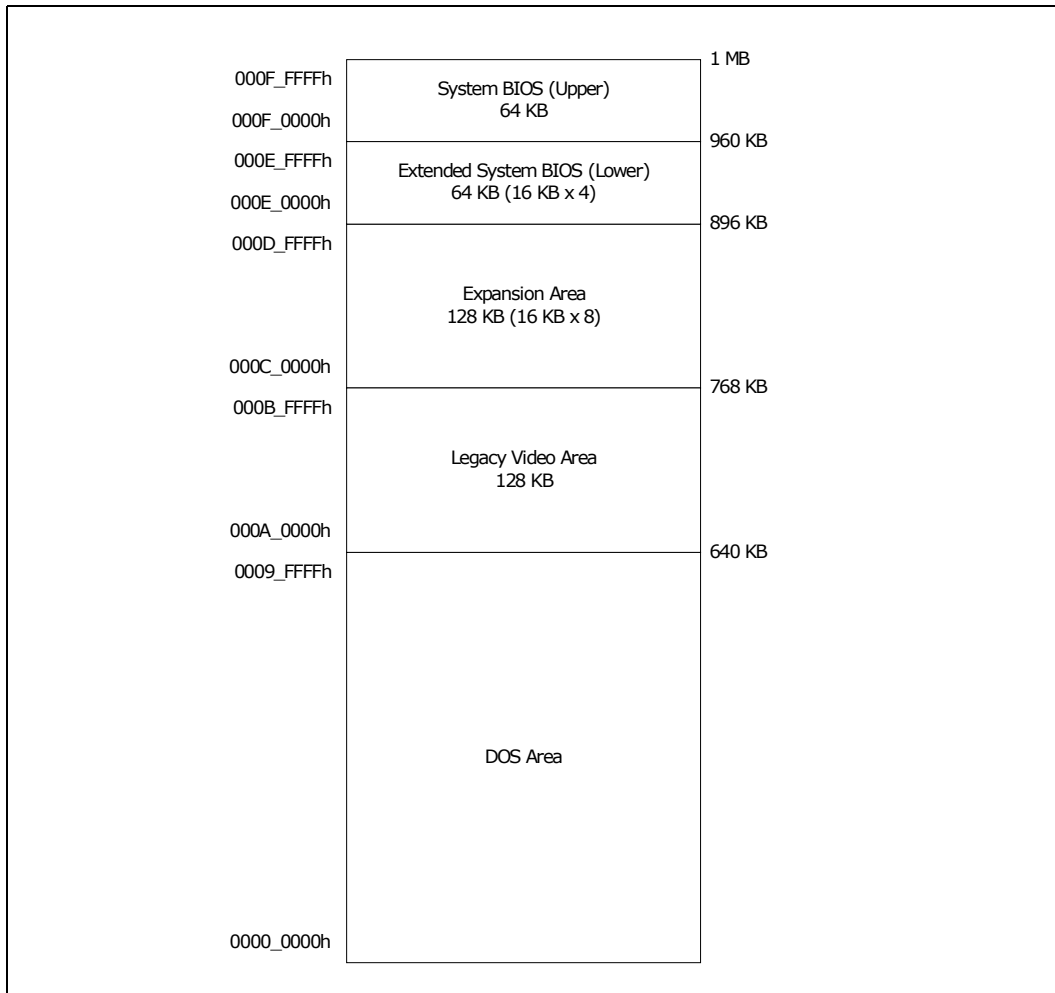 1 MB
000F_FFFFh
System BIOS (Upper)
64 KB
000F_0000h
960 KB
000E_FFFFh
Extended System BIOS (Lower)
64 KB (16 KB x 4)
000E_0000h
896 KB
000D_FFFFh
Expansion Area
128 KB (16 KB x 8)
000C_0000h
768 KB
000B_FFFFh
Legacy Video Area
128 KB
000A_0000h
640 KB
0009_FFFFh
DOS Area
0000_0000h